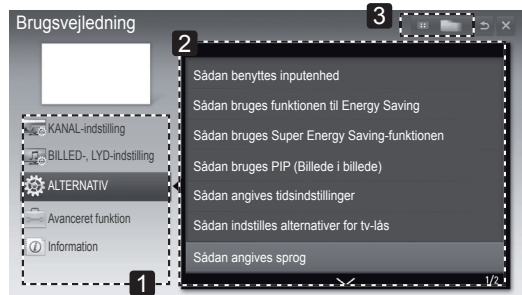 Brugsvejledning
3
2
Sådan benyttes inputenhed
Sådan bruges funktionen til Energy Saving
Sådan bruges Super Energy Saving-funktionen
Sådan bruges PIP (Billede i billede)
Sådan angives tidsindstillinger
Sådan indstilles alternativer for tv-lås
Sådan angives sprog
1/2
KANAL-indstilling
BILLED-, LYD-indstilling
ALTERNATIV
Avanceret funktion
Information
1